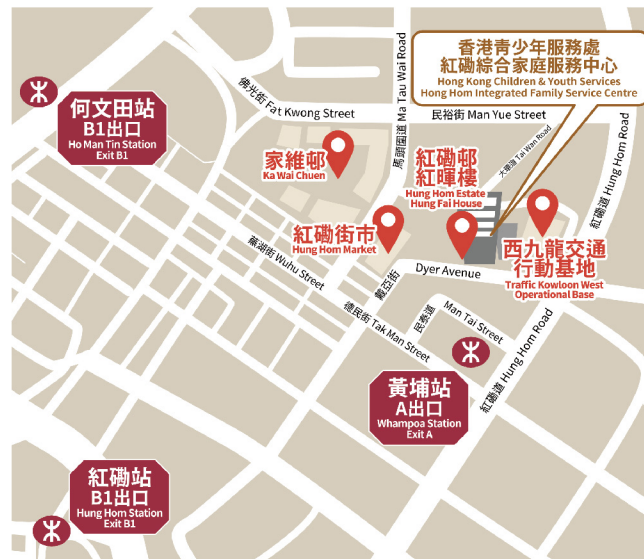 香港青少年服務處
紅磡綜合家庭服務中心
Hong Kong Children & Youth Services
Hong Hom Integrated Family Service Centre
何文田站
B1出口
Ho Man Tin Station
Exit B1
佛光街 Fat Kwong Street
馬頭圍道 Ma Tau Wai Road
民裕街 Man Yue Street
大環道 Tai Wan Road
紅磡道 Hung Hom Road
家維邨
Ka Wai Chuen
紅磡邨
紅暉樓
Hung Hom Estate
Hung Fai House
紅磡街市
Hung Hom Market
西九龍交通
行動基地
Traffic Kowloon West
Operational Base
蕪湖街 Wuhu Street
戴亞街
Dyer Avenue
德民街 Tak Man Street
民泰道
Man Tai Street
紅磡道 Hung Hom Road
黃埔站
A出口
Whampoa Station
Exit A
紅磡站
B1出口
Hung Hom Station
Exit B1